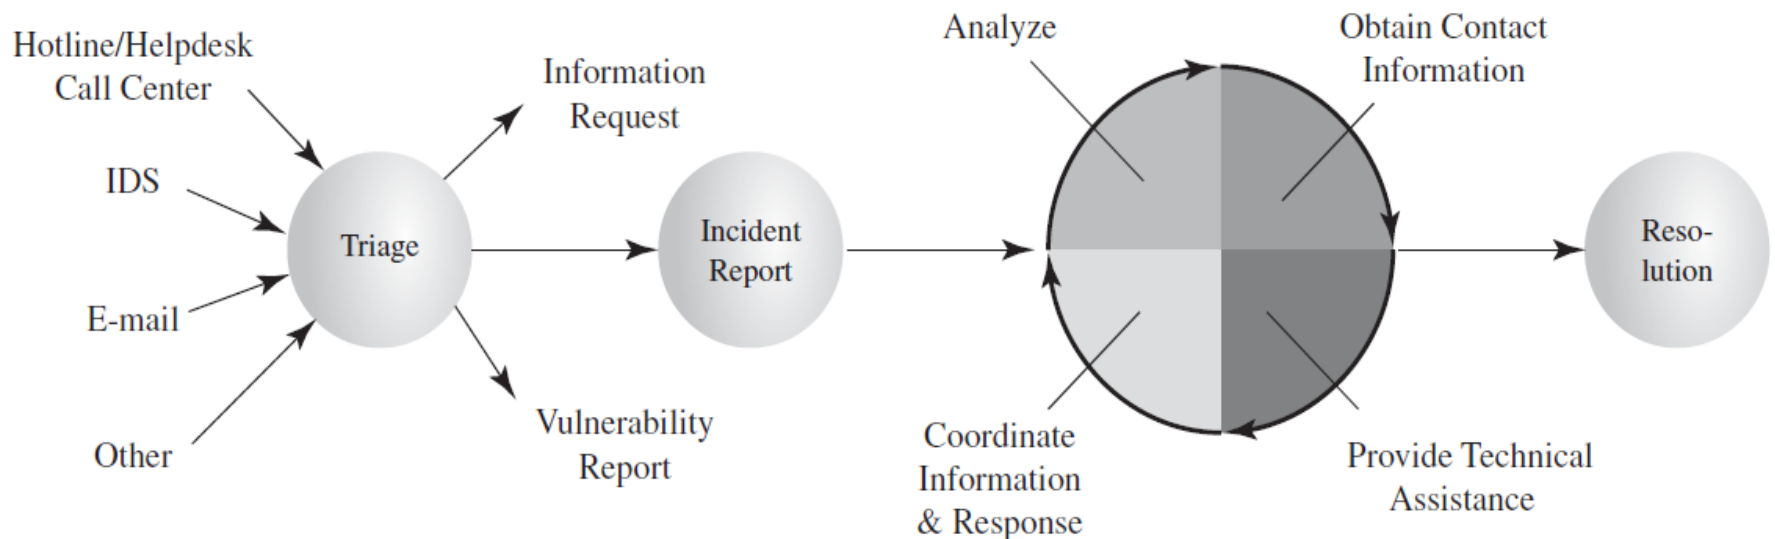 Hotline/Helpdesk
Call Center
IDS
E-mail
Other
Triage
Information
Request
Vulnerability
Report
Incident
Report
Analyze
Obtain Contact
Information
Coordinate
Information
& Response
Provide Technical
Assistance
Reso-
lution